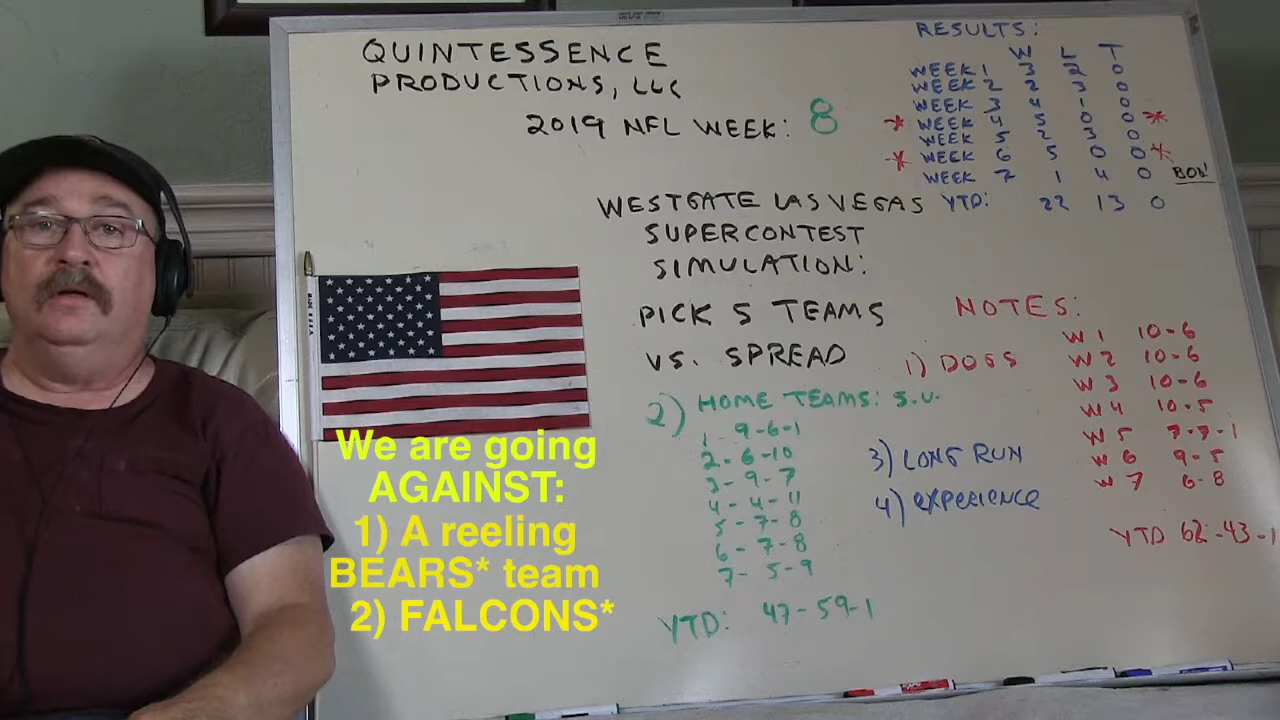 QUINTESSENCE
PRODUCTIONS, LLC
2019 NFL WEEK: 8
WESTGATE LAS VEGAS
SUPERCONTEST
SIMULATION:
PICK 5 TEAMS
VS. SPREAD
RESULTS:
W L T
WEEK 1 3 2 0
WEEK 2 2 3 0
WEEK 3 4 1 0
* WEEK 4 5 0 0 *
WEEK 5 2 3 0
* WEEK 6 5 0 0 *
WEEK 7 1 4 0 BOO!
YTD: 22 13 0
NOTES:
1) DOGS
W 1 10-6
W 2 10-6
W 3 10-6
W 4 10-5
W 5 7-7-1
W 6 9-5
W 7 6-8
YTD 62-43-1
2) HOME TEAMS: S.U.
1 9-6-1
2-6-10
3-9-7
4-4-11
5-7-8
6-7-8
7-5-9
YTD: 47-59-1
3) LONG RUN
4) EXPERIENCE
We are going
AGAINST:
1) A reeling
BEARS* team
2) FALCONS*